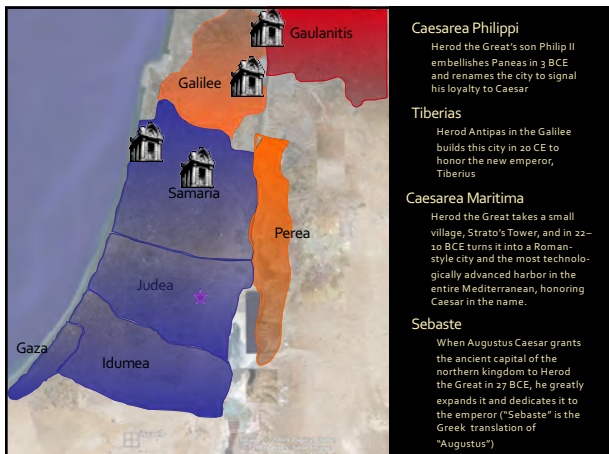 Gaulanitis
Galilee
Samaria
Perea
Judea
Gaza
Idumea
Caesarea Philippi
Herod the Great’s son Philip II
embellishes Paneas in 3 BCE
and renames the city to signal
his loyalty to Caesar
Tiberias
Herod Antipas in the Galilee
builds this city in 20 CE to
honor the new emperor,
Tiberius
Caesarea Maritima
Herod the Great takes a small
village, Strato’s Tower, and in 22–
10 BCE turns it into a Roman-
style city and the most technolo-
gically advanced harbor in the
entire Mediterranean, honoring
Caesar in the name.
Sebaste
When Augustus Caesar grants
the ancient capital of the
northern kingdom to Herod
the Great in 27 BCE, he greatly
expands it and dedicates it to
the emperor (“Sebaste” is the
Greek translation of
“Augustus”)